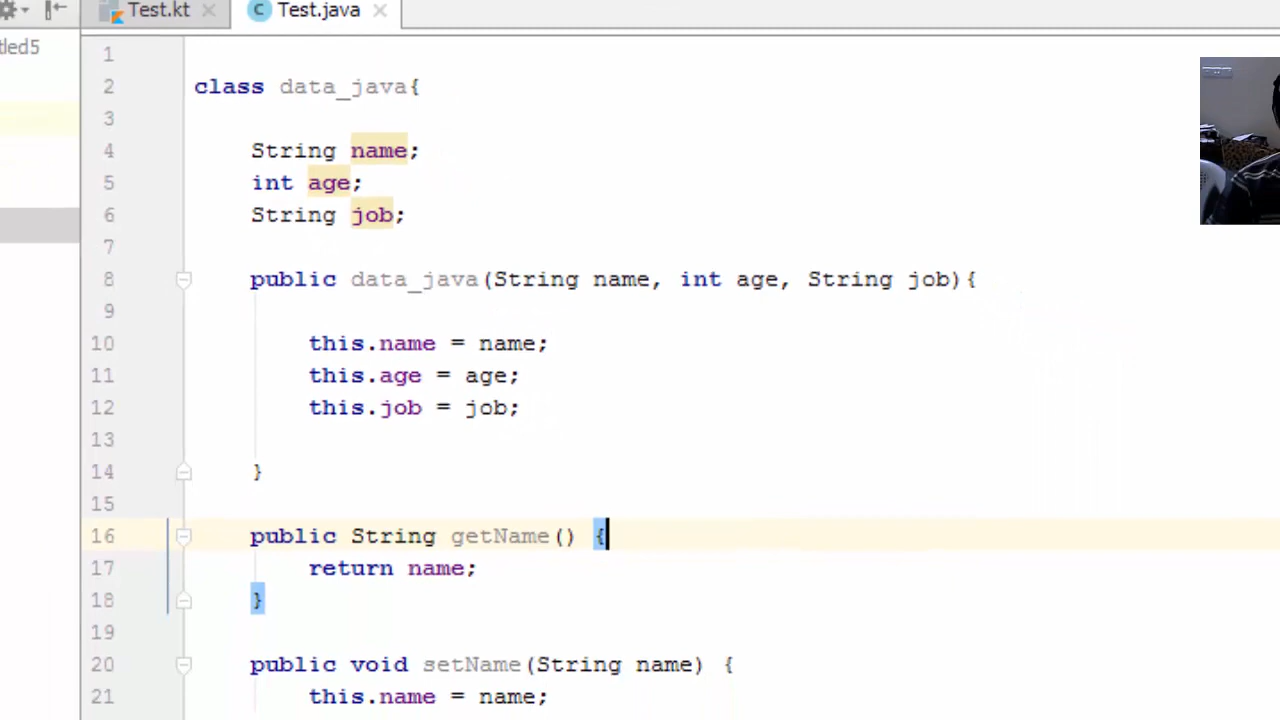 Test.kt
Test.java
tled5
1
2 class data_java{
3
4 String name;
5 int age;
6 String job;
7
8 public data_java(String name, int age, String job){
9
10 this.name = name;
11 this.age = age;
12 this.job = job;
13
14 }
15
16 public String getName() {
17 return name;
18 }
19
20 public void setName(String name) {
21 this.name = name;